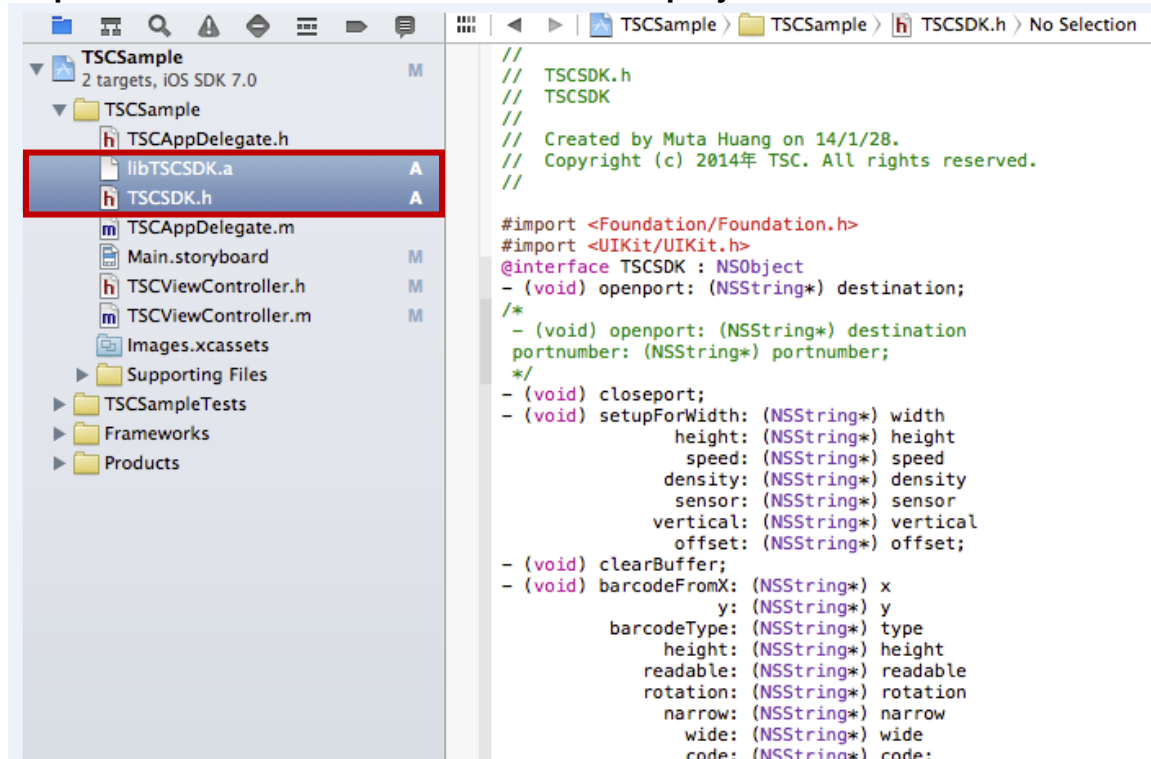 TSCSample 〉 TSCSample 〉 h TSCSDK.h 〉 No Selection
TSCSample
2 targets, iOS SDK 7.0
M
TSCSample
h TSCAppDelegate.h
libTSCSDK.a A
h TSCSDK.h A
m TSCAppDelegate.m
Main.storyboard M
h TSCViewController.h M
m TSCViewController.m M
Images.xcassets
Supporting Files
TSCSampleTests
Frameworks
Products
//
// TSCSDK.h
// TSCSDK
//
// Created by Muta Huang on 14/1/28.
// Copyright (c) 2014年 TSC. All rights reserved.
//
#import <Foundation/Foundation.h>
#import <UIKit/UIKit.h>
@interface TSCSDK : NSObject
- (void) openport: (NSString*) destination;
/*
- (void) openport: (NSString*) destination
portnumber: (NSString*) portnumber;
*/
- (void) closeport;
- (void) setupForWidth: (NSString*) width
height: (NSString*) height
speed: (NSString*) speed
density: (NSString*) density
sensor: (NSString*) sensor
vertical: (NSString*) vertical
offset: (NSString*) offset;
- (void) clearBuffer;
- (void) barcodeFromX: (NSString*) x
y: (NSString*) y
barcodeType: (NSString*) type
height: (NSString*) height
readable: (NSString*) readable
rotation: (NSString*) rotation
narrow: (NSString*) narrow
wide: (NSString*) wide
code: (NSString*) code;